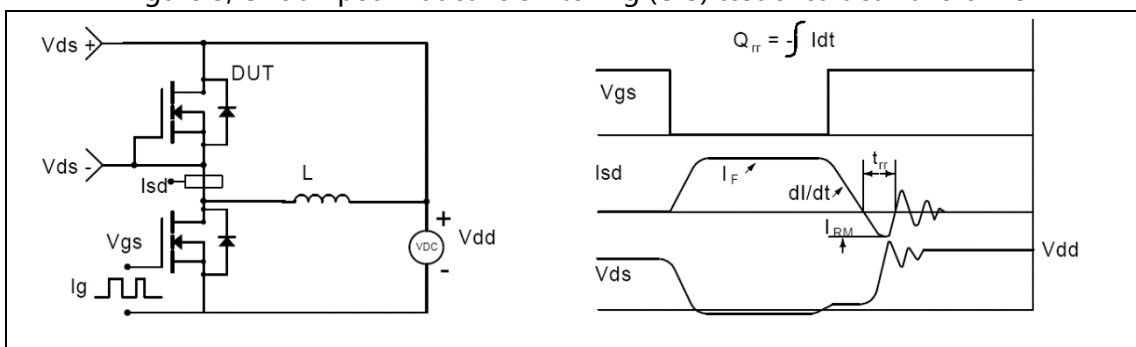 Vds +
DUT
Vds -
Isd
L
Vgs
Ig
+
VDC
-
Vdd
Q rr = -∫ Idt
Vgs
Isd
I F
dI/dt
t rr
I RM
Vdd
Vds